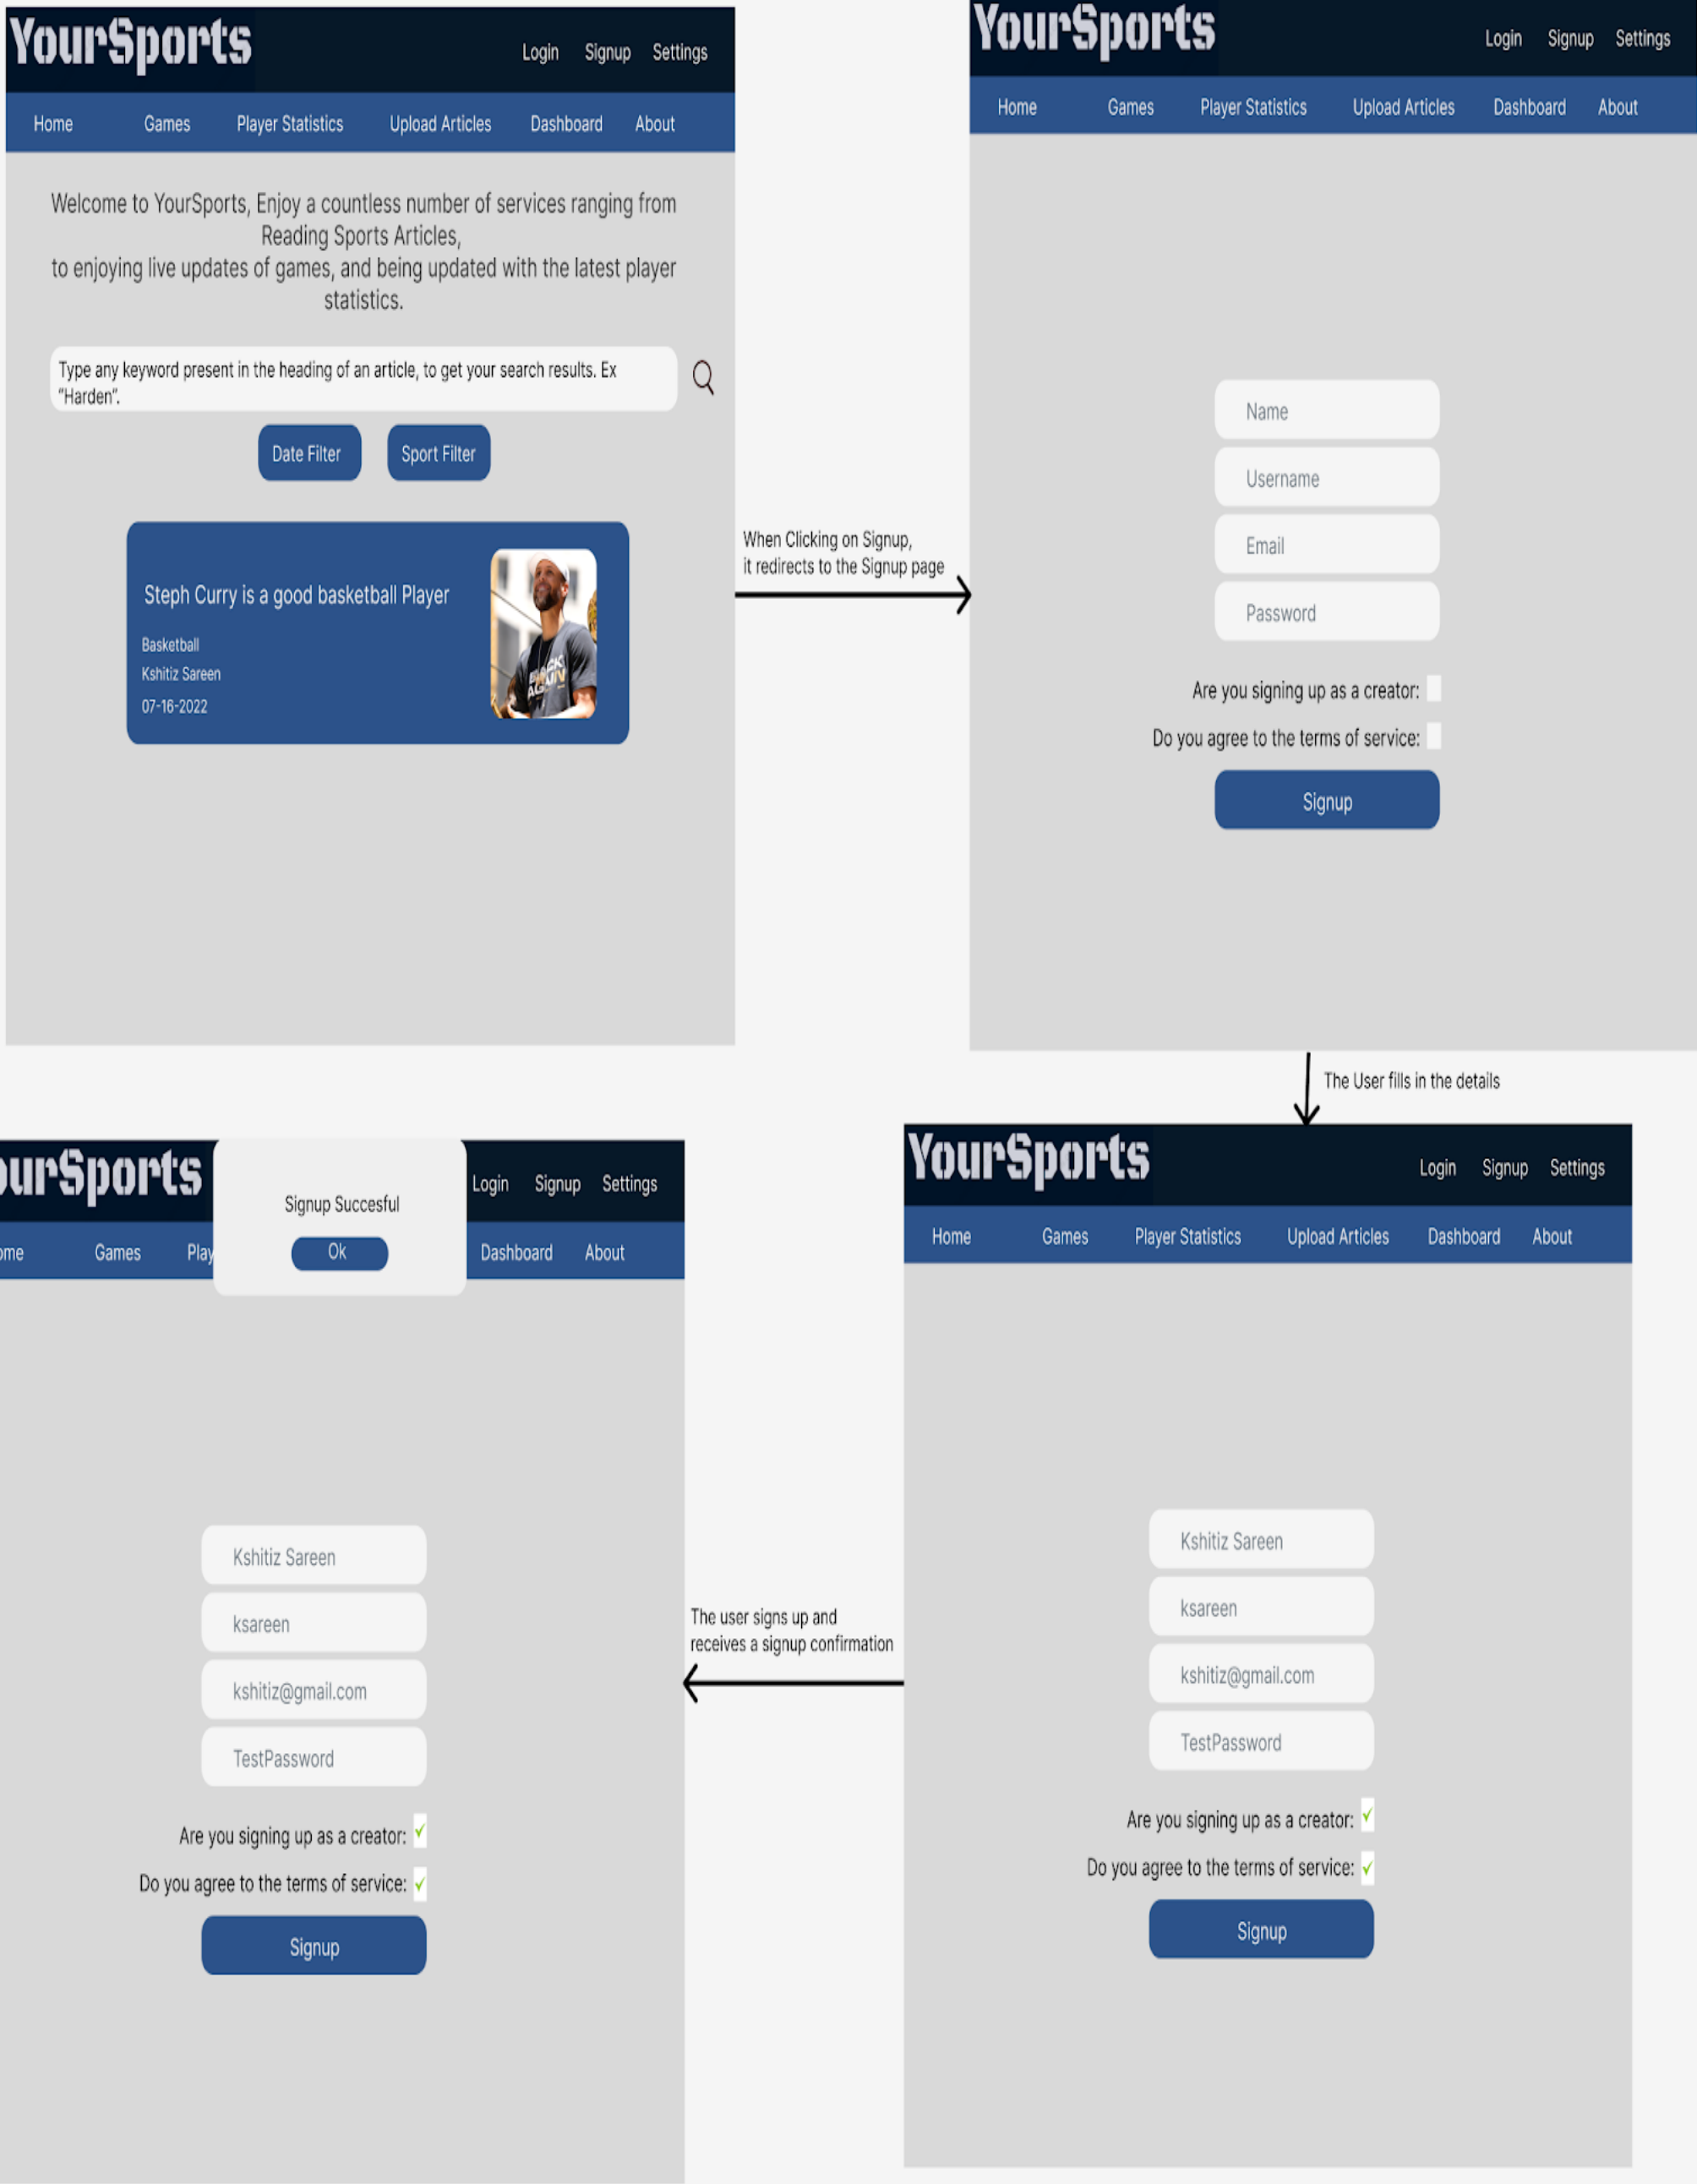 YourSports
Login Signup Settings
Home Games Player Statistics Upload Articles Dashboard About
Welcome to YourSports, Enjoy a countless number of services ranging from
Reading Sports Articles,
to enjoying live updates of games, and being updated with the latest player
statistics.
Type any keyword present in the heading of an article, to get your search results. Ex
"Harden".
Date Filter Sport Filter
Steph Curry is a good basketball Player
Basketball
Kshitiz Sareen
07-16-2022
When Clicking on Signup,
it redirects to the Signup page
YourSports
Login Signup Settings
Home Games Player Statistics Upload Articles Dashboard About
Name
Username
Email
Password
Are you signing up as a creator:
Do you agree to the terms of service:
Signup
The User fills in the details
YourSports
Login Signup Settings
Home Games Player Statistics Upload Articles Dashboard About
Kshitiz Sareen
ksareen
kshitiz@gmail.com
TestPassword
Are you signing up as a creator: ✓
Do you agree to the terms of service: ✓
Signup
The user signs up and
receives a signup confirmation
ourSports
Login Signup Settings
Signup Succesful
Ok
ome Games Play Dashboard About
Kshitiz Sareen
ksareen
kshitiz@gmail.com
TestPassword
Are you signing up as a creator: ✓
Do you agree to the terms of service: ✓
Signup